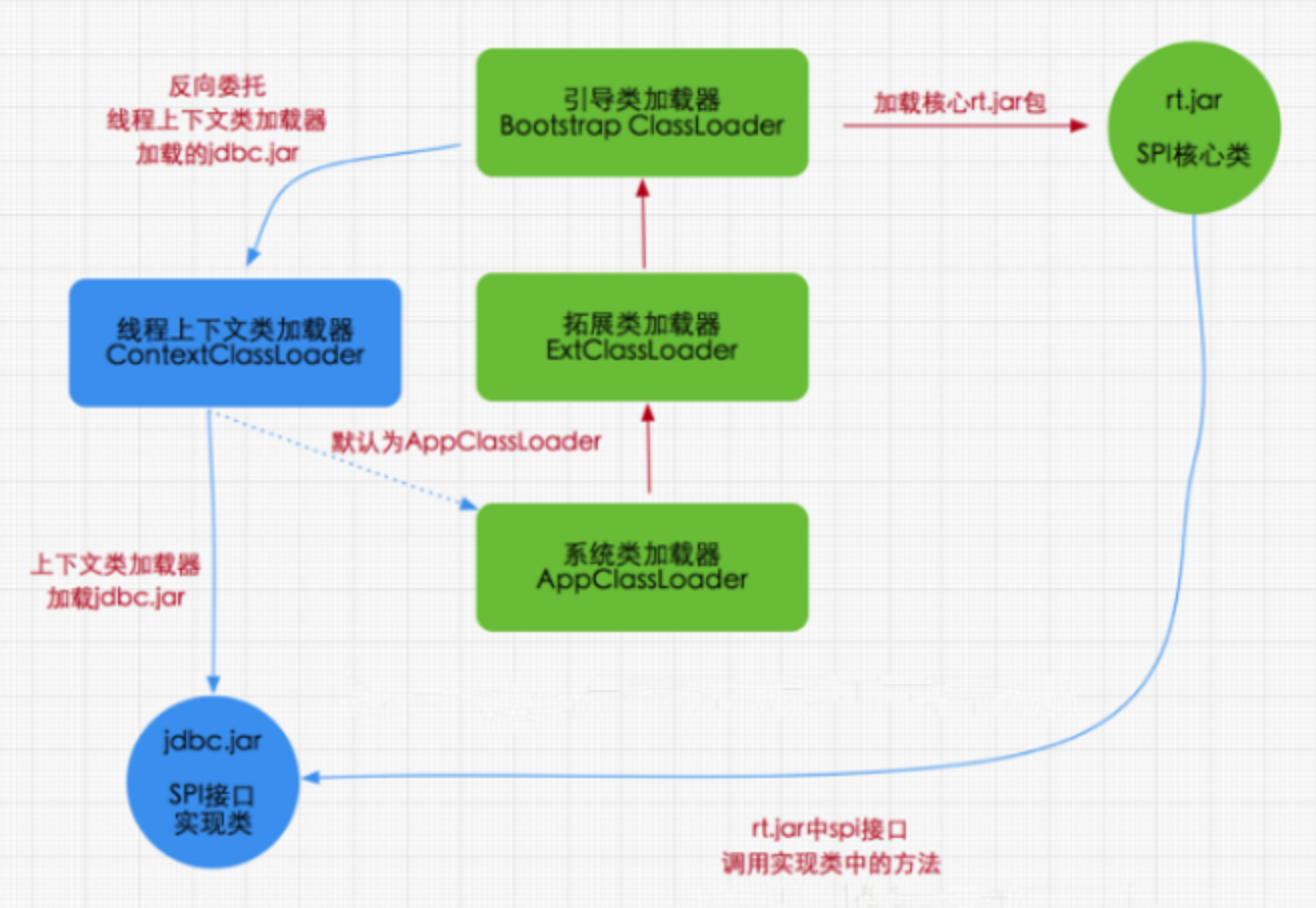 反向委托
线程上下文类加载器
加载的jdbc.jar
引导类加载器
Bootstrap ClassLoader
加载核心rt.jar包
rt.jar
SPI核心类
线程上下文类加载器
ContextClassLoader
拓展类加载器
ExtClassLoader
默认为AppClassLoader
系统类加载器
AppClassLoader
上下文类加载器
加载jdbc.jar
jdbc.jar
SPI接口
实现类
rt.jar中spi接口
调用实现类中的方法